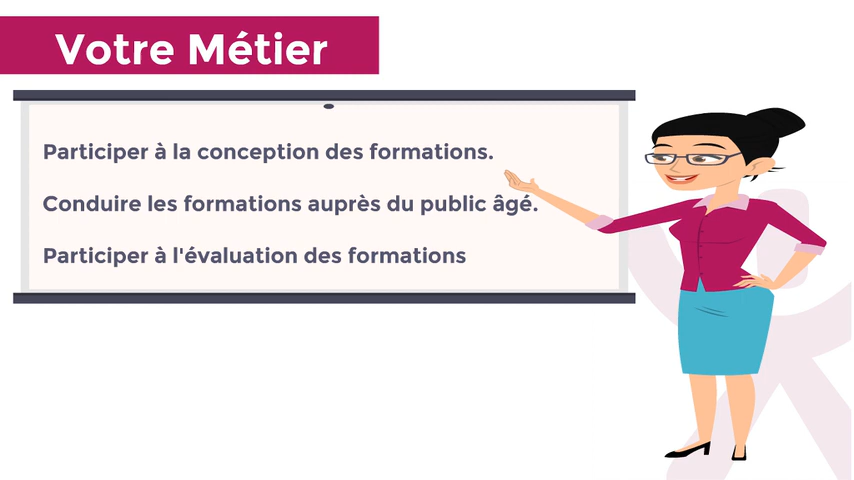 Votre Métier
Participer à la conception des formations.
Conduire les formations auprès du public âgé.
Participer à l'évaluation des formations